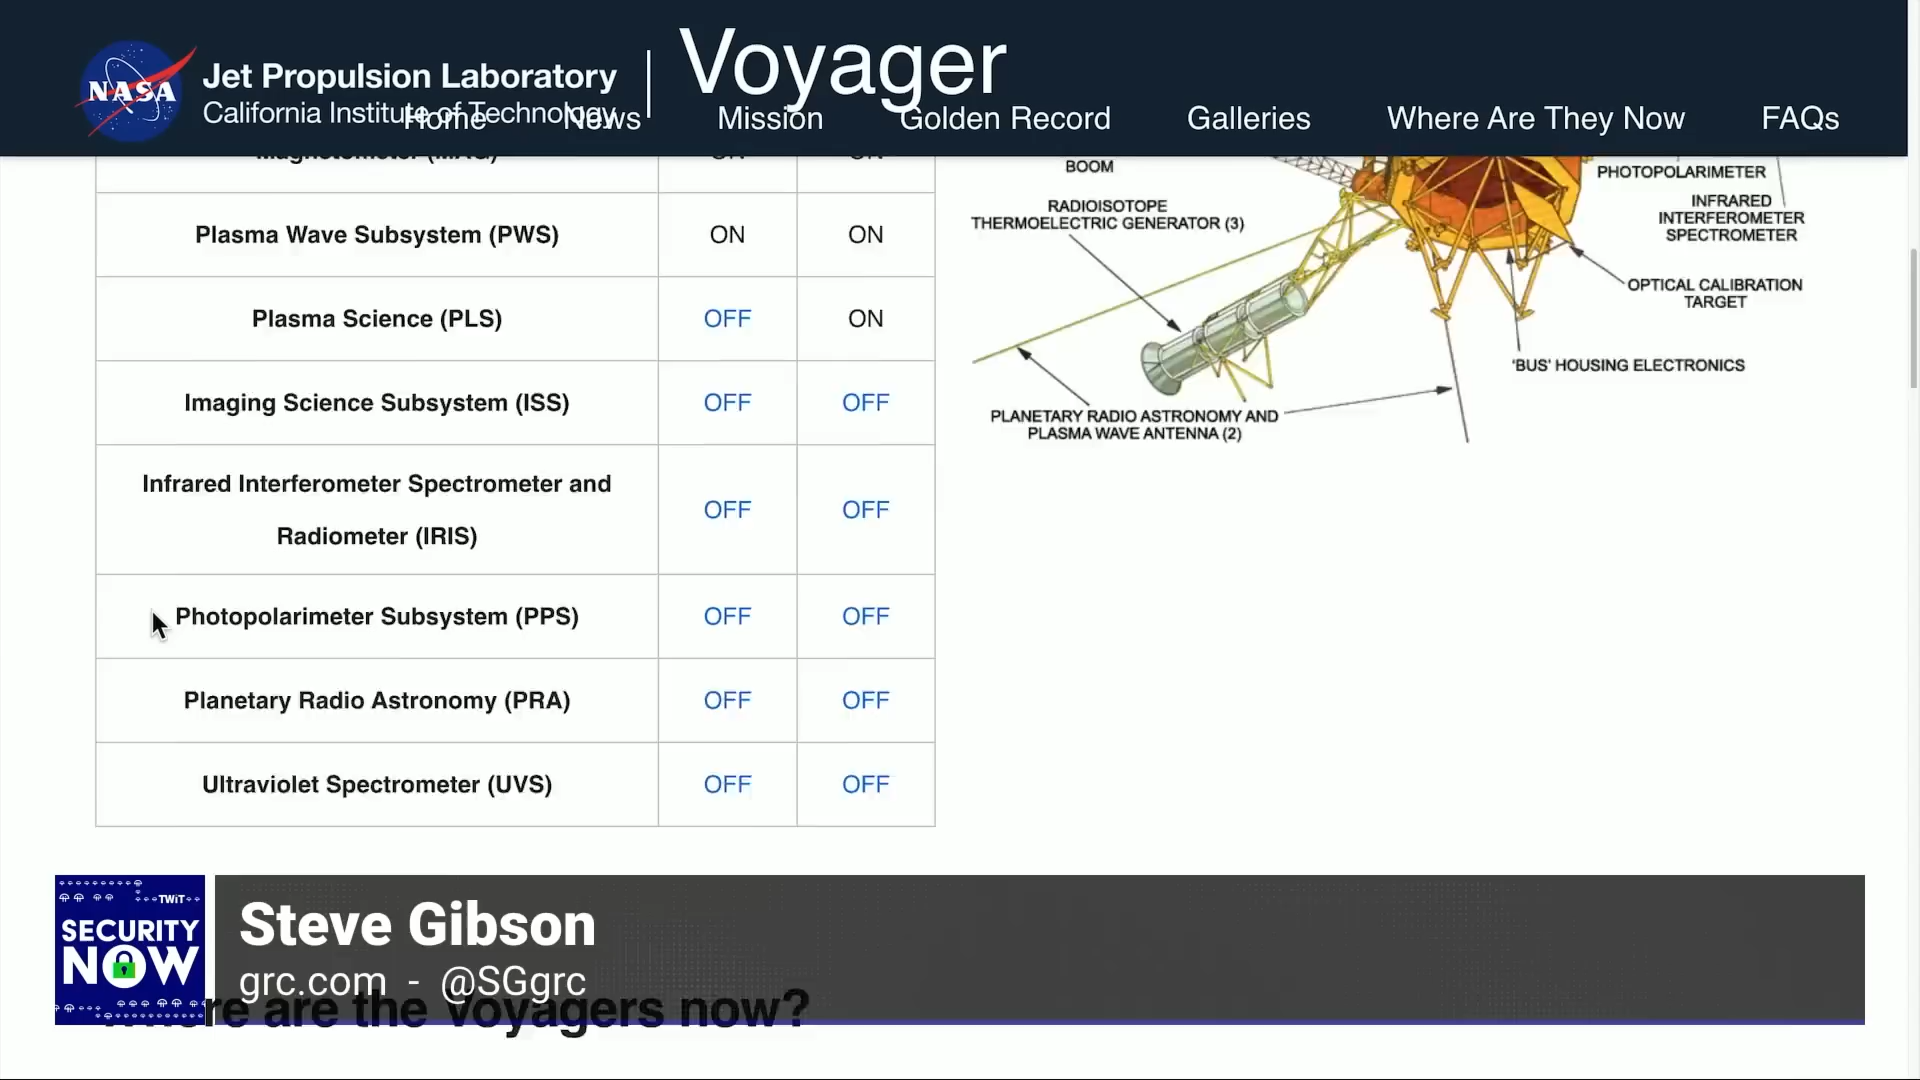 NASA
Jet Propulsion Laboratory
California Institute of Technology
Voyager
Home News Mission Golden Record Galleries Where Are They Now FAQs
Magnetometer (MAG) ON ON
Plasma Wave Subsystem (PWS) ON ON
Plasma Science (PLS) OFF ON
Imaging Science Subsystem (ISS) OFF OFF
Infrared Interferometer Spectrometer and
Radiometer (IRIS) OFF OFF
Photopolarimeter Subsystem (PPS) OFF OFF
Planetary Radio Astronomy (PRA) OFF OFF
Ultraviolet Spectrometer (UVS) OFF OFF
BOOM
RADIOISOTOPE
THERMOELECTRIC GENERATOR (3)
PHOTOPOLARIMETER
INFRARED
INTERFEROMETER
SPECTROMETER
OPTICAL CALIBRATION
TARGET
'BUS' HOUSING ELECTRONICS
PLANETARY RADIO ASTRONOMY AND
PLASMA WAVE ANTENNA (2)
TWiT
SECURITY
NOW
Steve Gibson
grc.com - @SGgrc
Where are the Voyagers now?